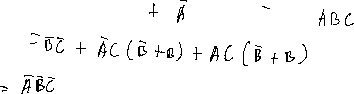 + Ā - ABC
= B̄C̄ + ĀC (B̄ + B) + AC (B̄ + B)
= ĀB̄C̄